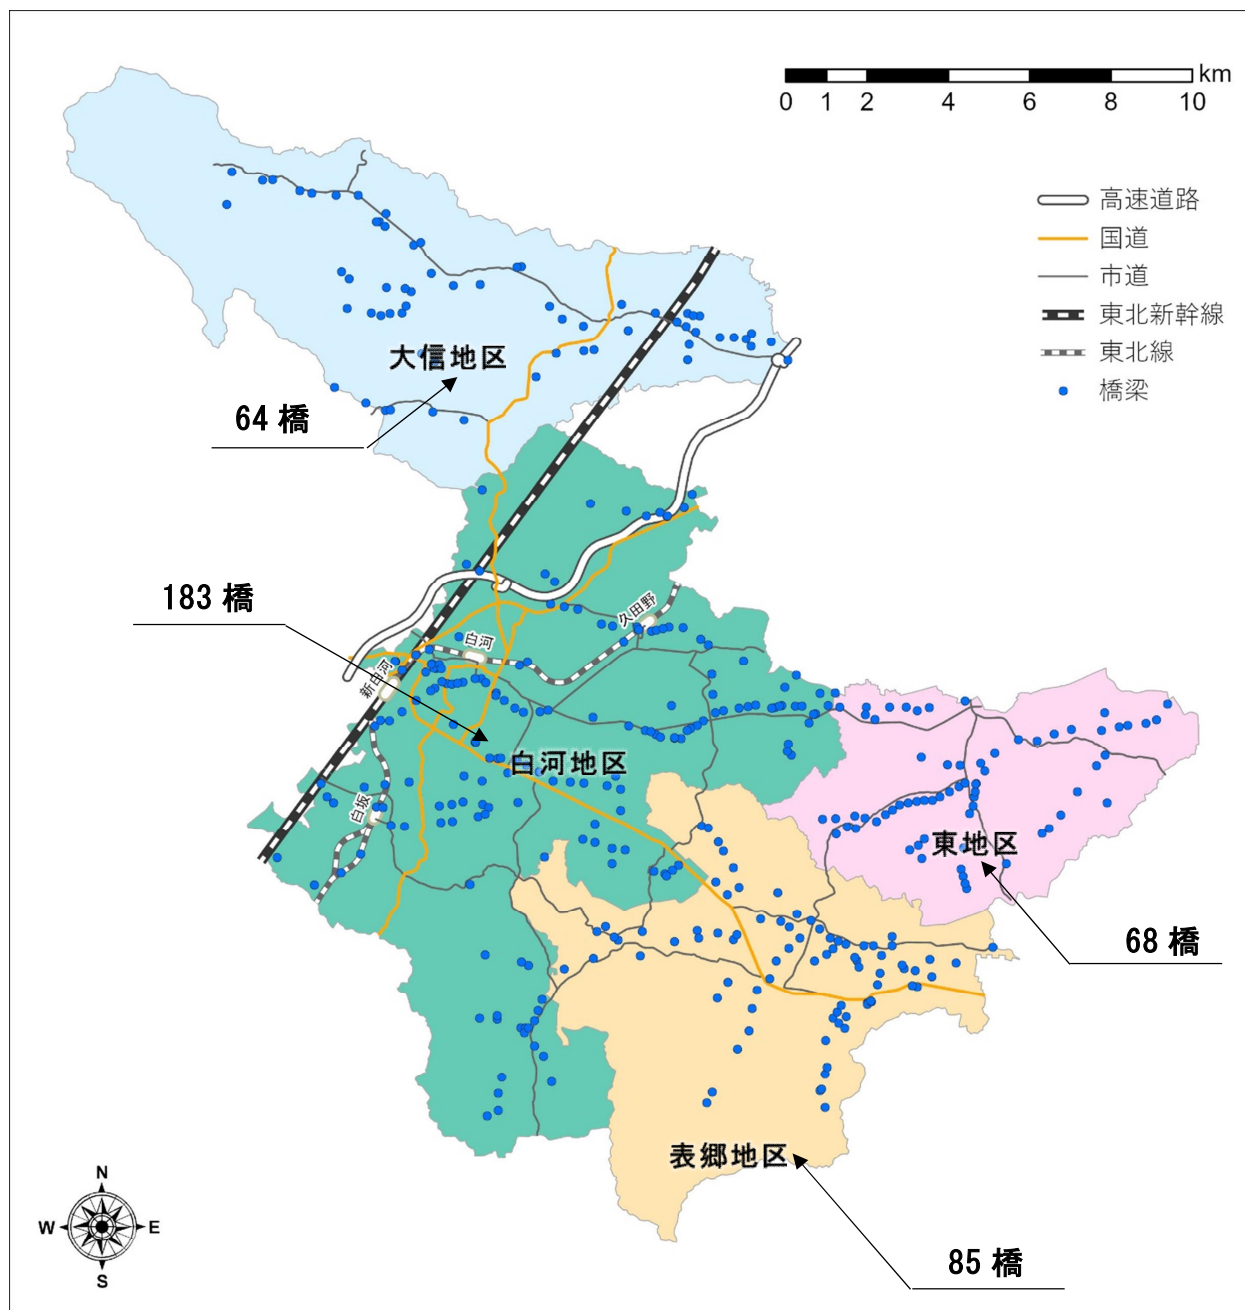 km
0 1 2 4 6 8 10
高速道路
国道
市道
東北新幹線
東北線
橋梁
大信地区
64 橋
183 橋
久田野
白河
新白河
白河地区
白坂
東地区
68 橋
表郷地区
85 橋
N
W E
S